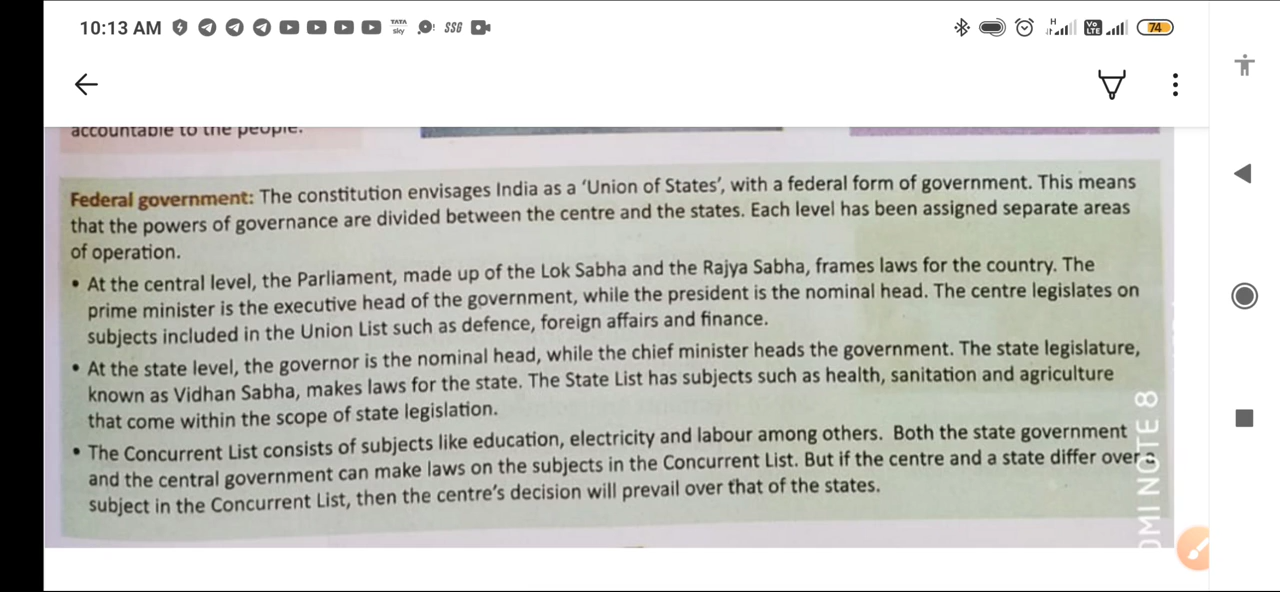 10:13 AM
TATA
sky
SSG
H
Vo
LTE
74
accountable to the people.
Federal government: The constitution envisages India as a ‘Union of States’, with a federal form of government. This means
that the powers of governance are divided between the centre and the states. Each level has been assigned separate areas
of operation.
• At the central level, the Parliament, made up of the Lok Sabha and the Rajya Sabha, frames laws for the country. The
prime minister is the executive head of the government, while the president is the nominal head. The centre legislates on
subjects included in the Union List such as defence, foreign affairs and finance.
• At the state level, the governor is the nominal head, while the chief minister heads the government. The state legislature,
known as Vidhan Sabha, makes laws for the state. The State List has subjects such as health, sanitation and agriculture
that come within the scope of state legislation.
• The Concurrent List consists of subjects like education, electricity and labour among others. Both the state government
and the central government can make laws on the subjects in the Concurrent List. But if the centre and a state differ over a
subject in the Concurrent List, then the centre’s decision will prevail over that of the states.
OMI NOTE 8